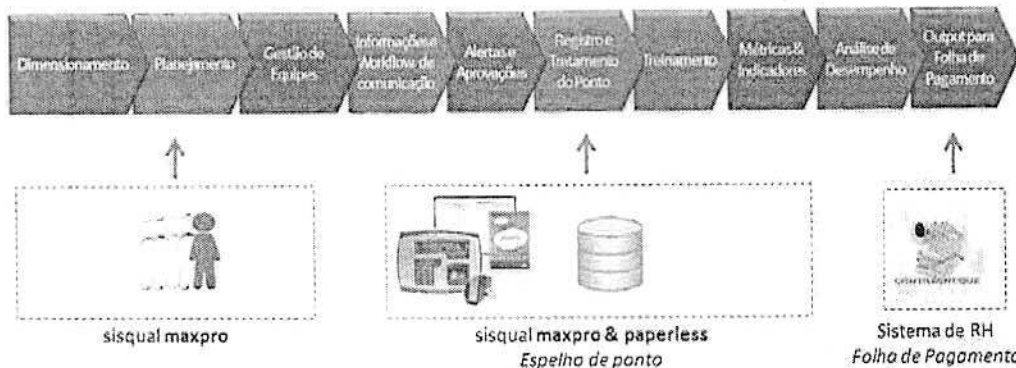 Dimensionamento
Planejamento
Gestão de
Equipes
Informações e
Workflow de
comunicação
Alertas e
Aprovações
Registro e
Tratamento
do Ponto
Treinamento
Métricas &
Indicadores
Análise de
Desempenho
Output para
Folha de
Pagamento
sisqual maxpro
sisqual maxpro & paperless
Espelho de ponto
Sistema de RH
Folha de Pagamento